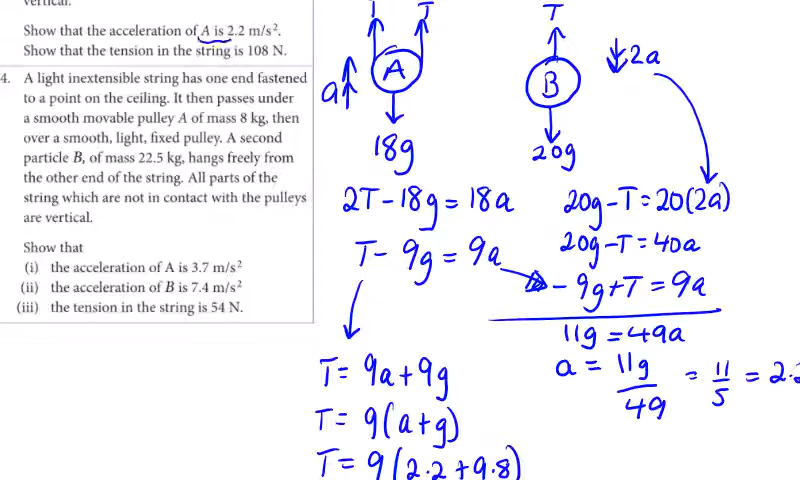 vertical.
Show that the acceleration of A is 2.2 m/s².
Show that the tension in the string is 108 N.
4. A light inextensible string has one end fastened
to a point on the ceiling. It then passes under
a smooth movable pulley A of mass 8 kg, then
over a smooth, light, fixed pulley. A second
particle B, of mass 22.5 kg, hangs freely from
the other end of the string. All parts of the
string which are not in contact with the pulleys
are vertical.
Show that
(i) the acceleration of A is 3.7 m/s²
(ii) the acceleration of B is 7.4 m/s²
(iii) the tension in the string is 54 N.
T T
A
a
18g
2T - 18g = 18a
T - 9g = 9a
T = 9a + 9g
T = 9(a + g)
T = 9(2.2 + 9.8)
T
B
2a
20g
20g - T = 20(2a)
20g - T = 40a
- 9g + T = 9a
11g = 49a
a = 11g/49 = 11/5 = 2.2